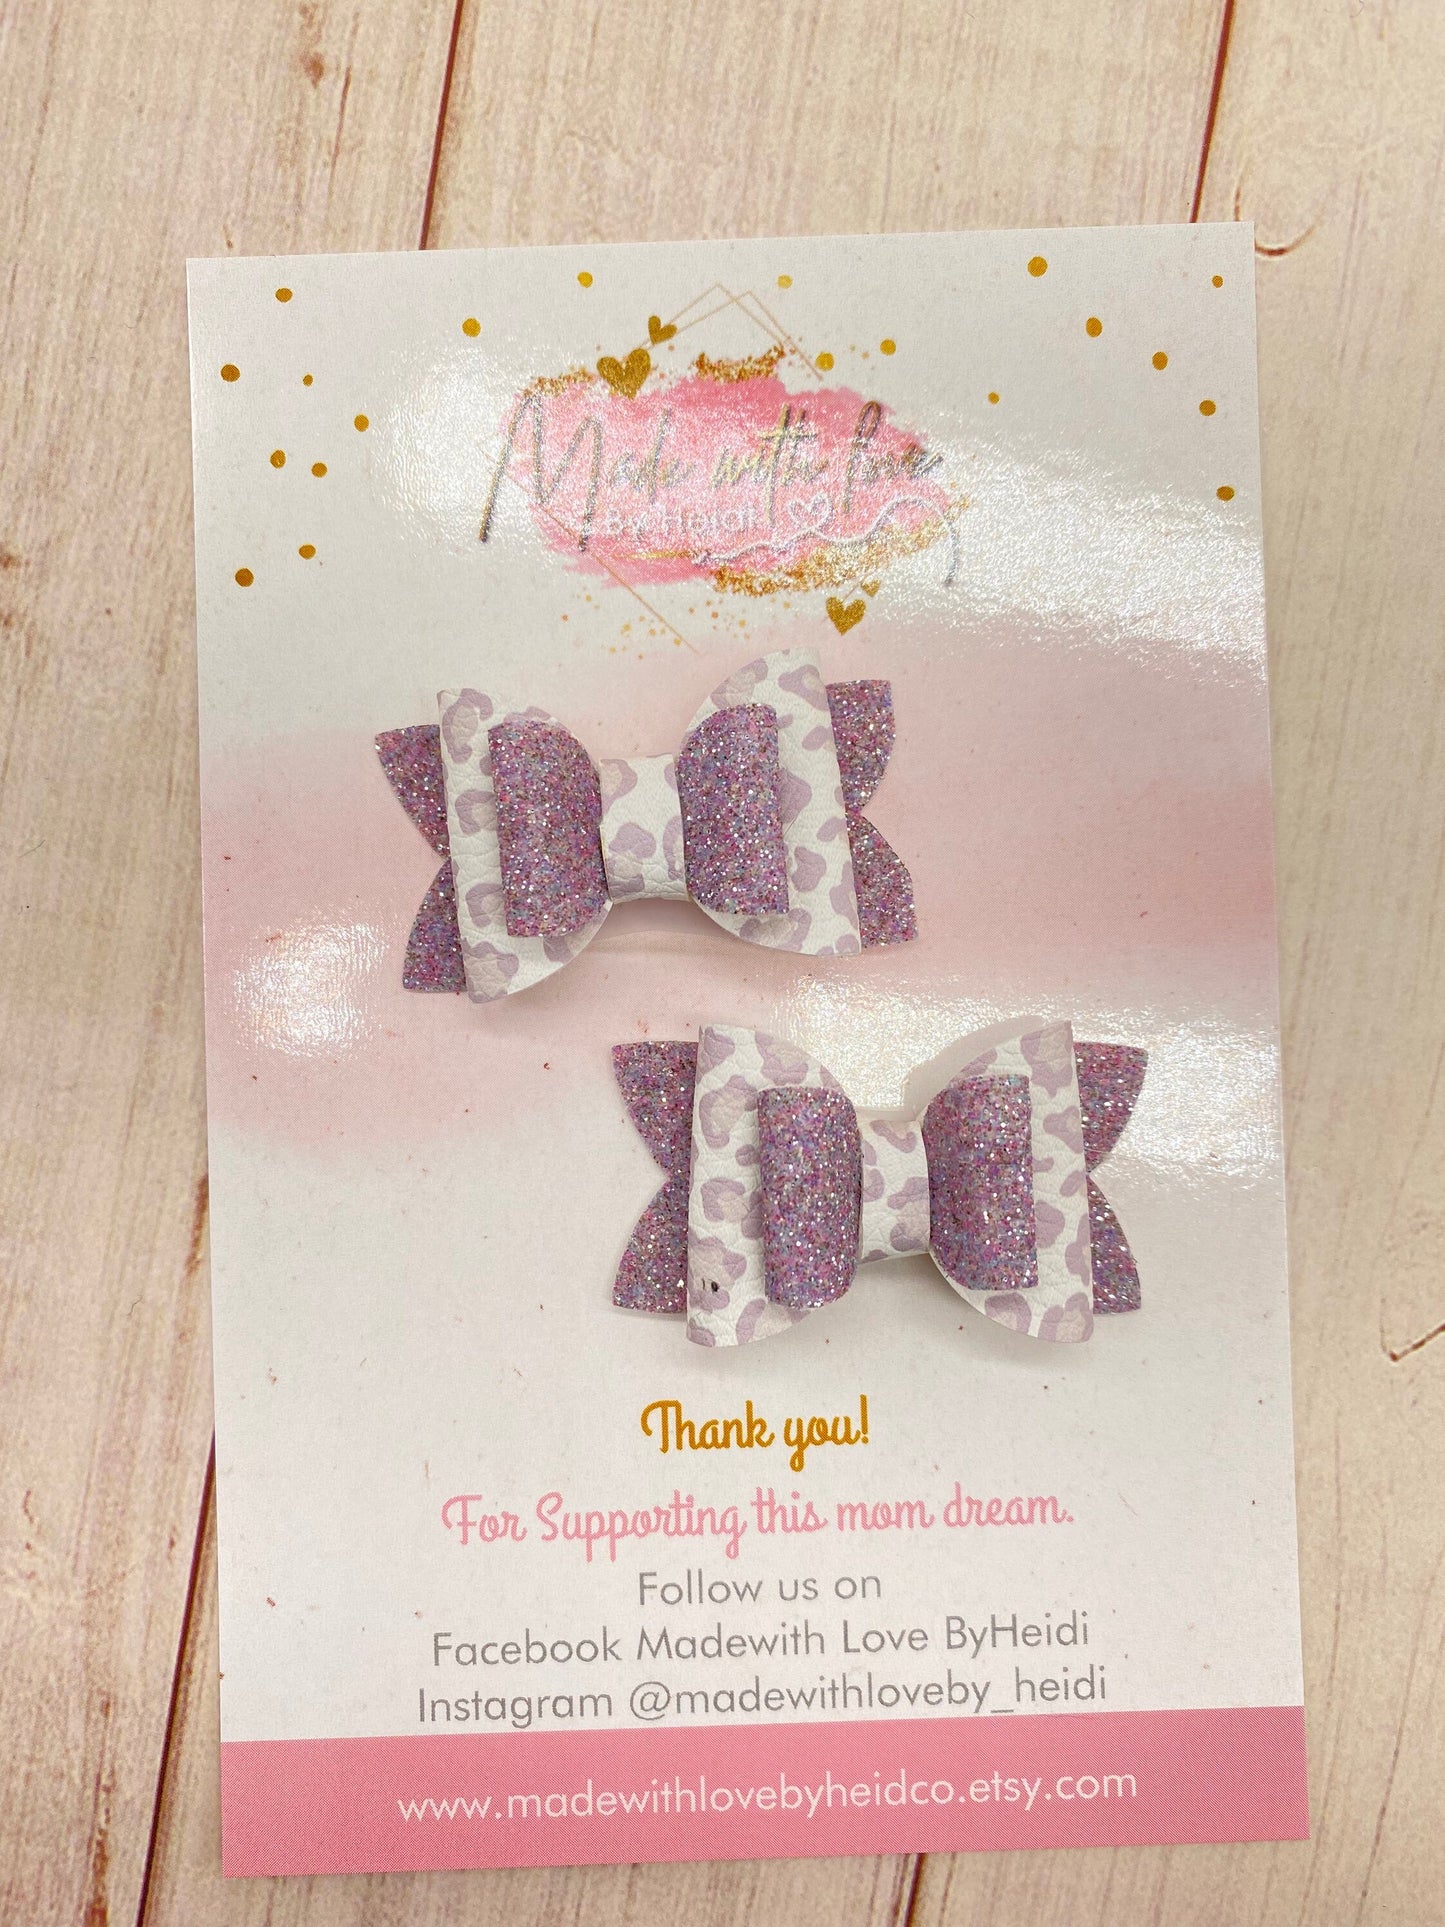 Made with love
by Heidi
Thank you!
For Supporting this mom dream.
Follow us on
Facebook Madewith Love ByHeidi
Instagram @madewithloveby_heidi
www.madewithlovebyheidco.etsy.com